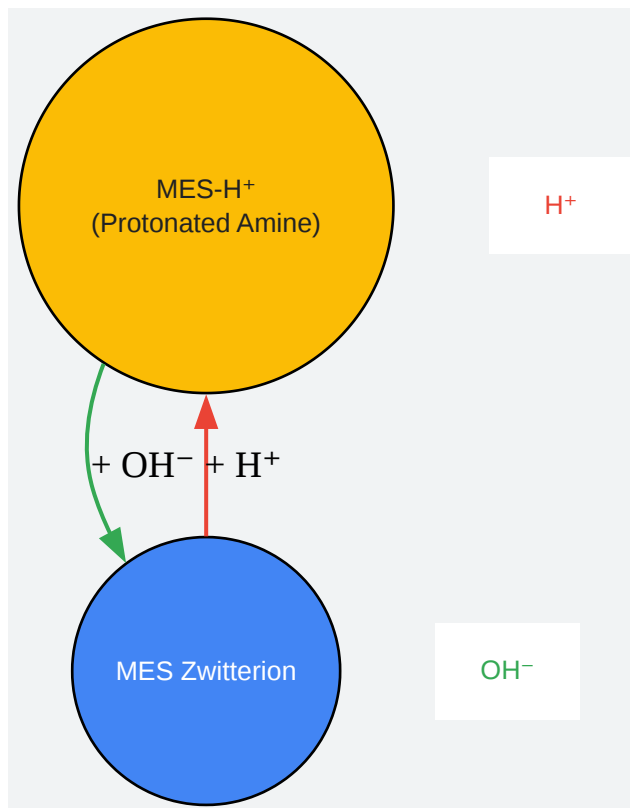 MES-H⁺
(Protonated Amine)
H⁺
+ OH⁻
+ H⁺
MES Zwitterion
OH⁻